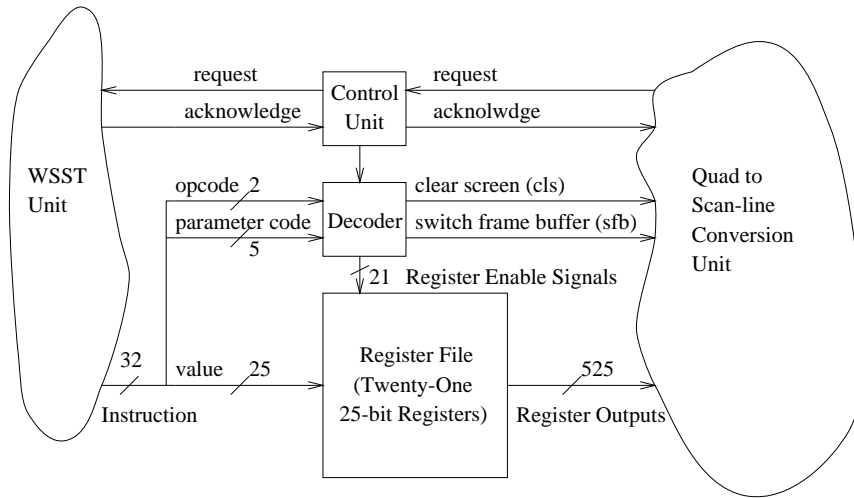 request
request
Control
Unit
acknowledge
acknolwdge
WSST
Unit
opcode
2
clear screen (cls)
Quad to
Scan-line
Conversion
Unit
Decoder
parameter code
5
switch frame buffer (sfb)
21
Register Enable Signals
32
value
25
Register File
(Twenty-One
25-bit Registers)
525
Instruction
Register Outputs